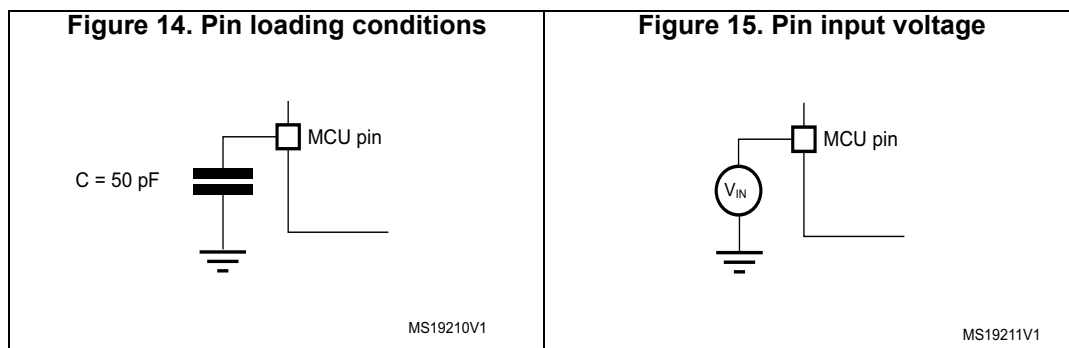 Figure 14. Pin loading conditions
MCU pin
C = 50 pF
MS19210V1
Figure 15. Pin input voltage
MCU pin
VIN
MS19211V1